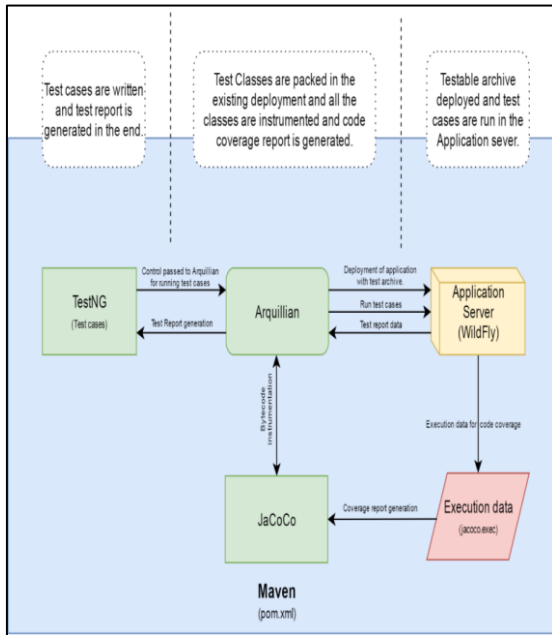 Test cases are written
and test report is
generated in the end.
Test Classes are packed in the
existing deployment and all the
classes are instrumented and code
coverage report is generated.
Testable archive
deployed and test
cases are run in the
Application sever.
TestNG
(Test cases)
Control passed to Arquillian
for running test cases
Test Report generation
Arquillian
Deployment of application
with test archive.
Run test cases
Test report data
Application
Server
(WildFly)
Bytecode
instrumentation
Execution data for code coverage
JaCoCo
Coverage report generation
Execution data
(jacoco.exec)
Maven
(pom.xml)